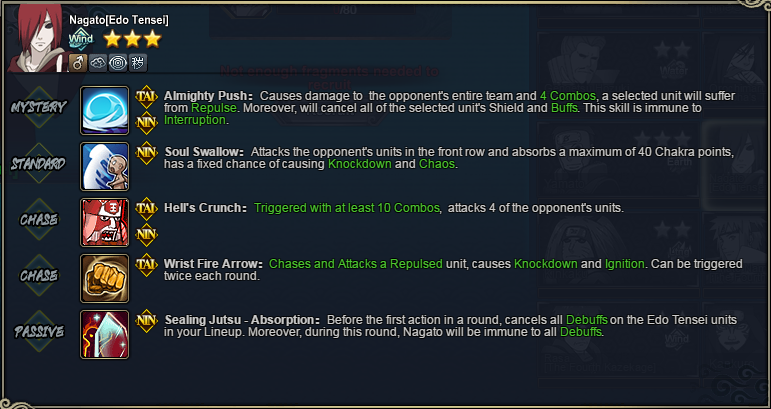 Nagato[Edo Tensei]
Wind
/80
Not enough fragments needed to
MYSTERY
TAI
NIN
Almighty Push: Causes damage to the opponent's entire team and 4 Combos, a selected unit will suffer
from Repulse. Moreover, will cancel all of the selected unit's Shield and Buffs. This skill is immune to
Interruption.
STANDARD
NIN
Soul Swallow: Attacks the opponent's units in the front row and absorbs a maximum of 40 Chakra points,
has a fixed chance of causing Knockdown and Chaos.
CHASE
TAI
NIN
Hell's Crunch: Triggered with at least 10 Combos, attacks 4 of the opponent's units.
CHASE
TAI
Wrist Fire Arrow: Chases and Attacks a Repulsed unit, causes Knockdown and Ignition. Can be triggered
twice each round.
PASSIVE
NIN
Sealing Jutsu - Absorption: Before the first action in a round, cancels all Debuffs on the Edo Tensei units
in your Lineup. Moreover, during this round, Nagato will be immune to all Debuffs.
Wind